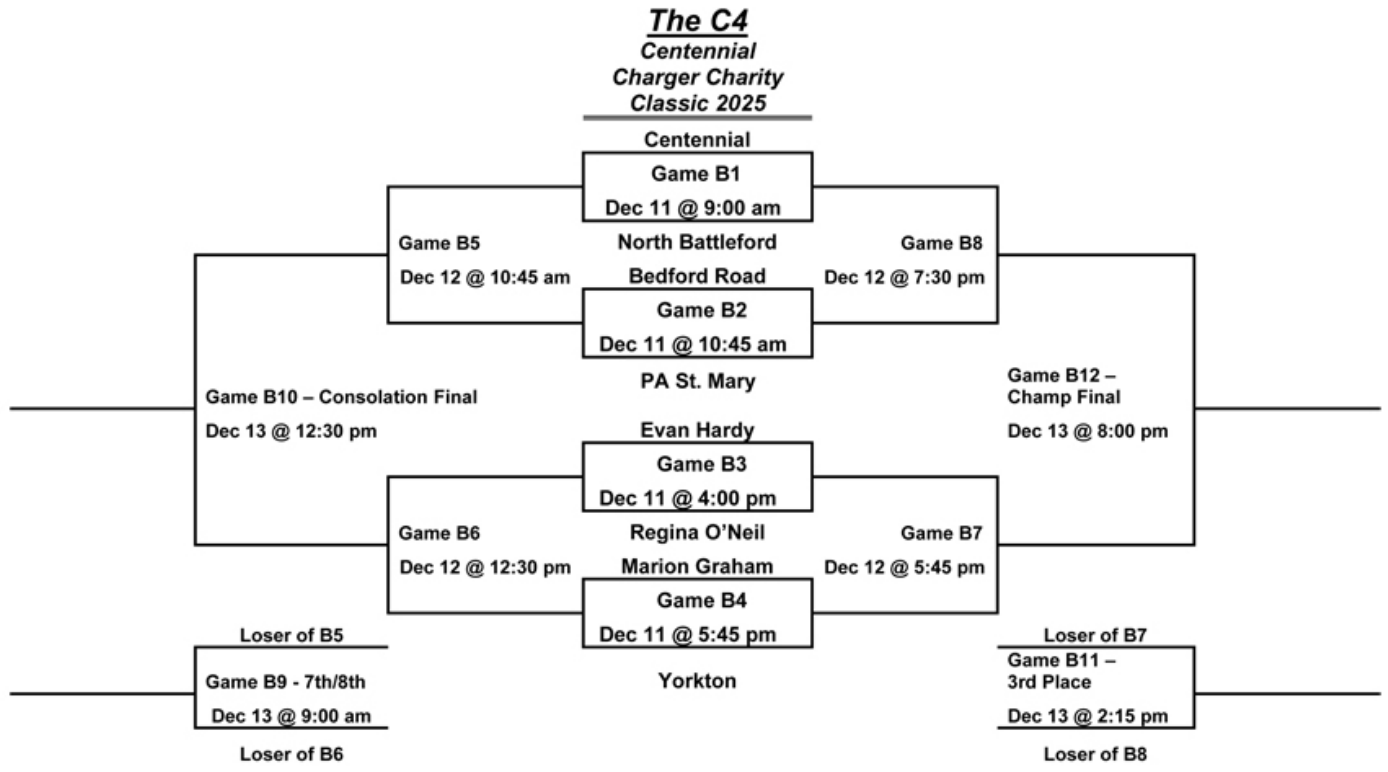 The C4
Centennial
Charger Charity
Classic 2025
Centennial
Game B1
Dec 11 @ 9:00 am
North Battleford
Game B5
Dec 12 @ 10:45 am
Game B8
Dec 12 @ 7:30 pm
Bedford Road
Game B2
Dec 11 @ 10:45 am
PA St. Mary
Game B10 – Consolation Final
Dec 13 @ 12:30 pm
Game B12 –
Champ Final
Dec 13 @ 8:00 pm
Evan Hardy
Game B3
Dec 11 @ 4:00 pm
Regina O’Neil
Game B6
Dec 12 @ 12:30 pm
Game B7
Dec 12 @ 5:45 pm
Marion Graham
Game B4
Dec 11 @ 5:45 pm
Yorkton
Loser of B5
Game B9 - 7th/8th
Dec 13 @ 9:00 am
Loser of B6
Loser of B7
Game B11 –
3rd Place
Dec 13 @ 2:15 pm
Loser of B8